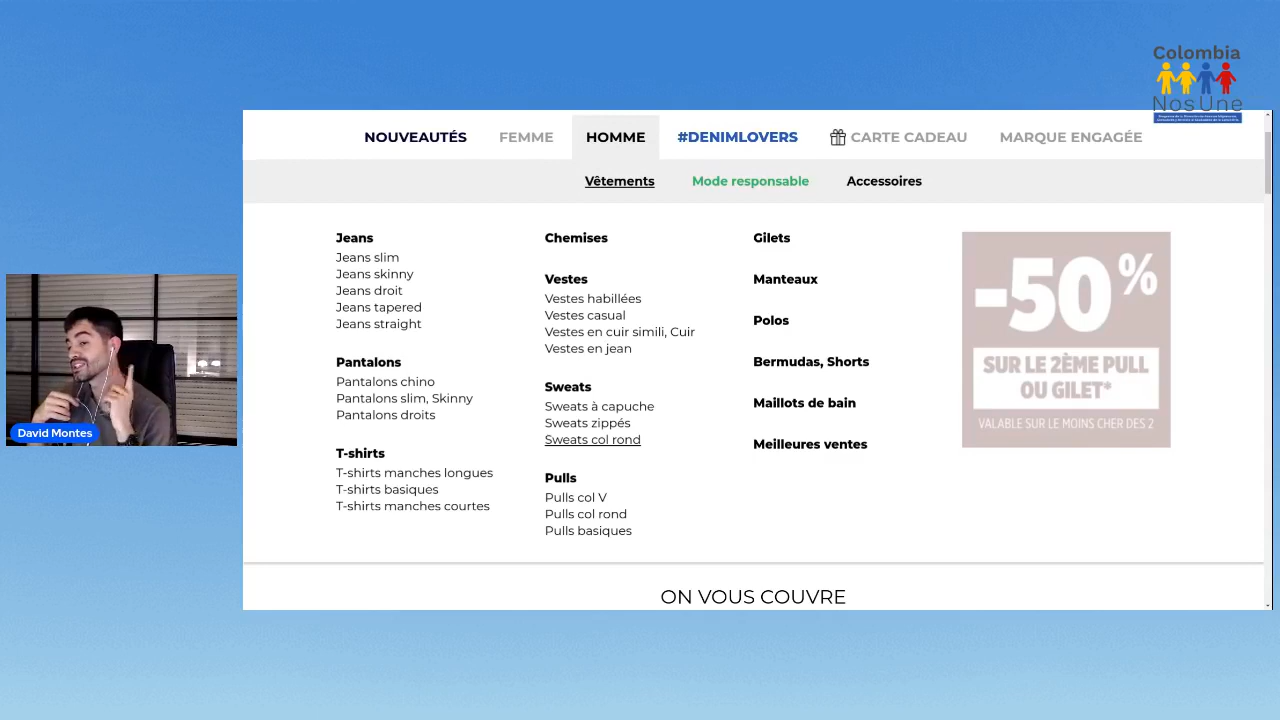 Colombia
NosUne
NOUVEAUTÉS FEMME HOMME #DENIMLOVERS CARTE CADEAU MARQUE ENGAGÉE
Vêtements Mode responsable Accessoires
Jeans
Jeans slim
Jeans skinny
Jeans droit
Jeans tapered
Jeans straight
Pantalons
Pantalons chino
Pantalons slim, Skinny
Pantalons droits
T-shirts
T-shirts manches longues
T-shirts basiques
T-shirts manches courtes
Chemises
Vestes
Vestes habillées
Vestes casual
Vestes en cuir simili, Cuir
Vestes en jean
Sweats
Sweats à capuche
Sweats zippés
Sweats col rond
Pulls
Pulls col V
Pulls col rond
Pulls basiques
Gilets
Manteaux
Polos
Bermudas, Shorts
Maillots de bain
Meilleures ventes
-50%
SUR LE 2ÈME PULL
OU GILET*
VALABLE SUR LE MOINS CHER DES 2
David Montes
ON VOUS COUVRE